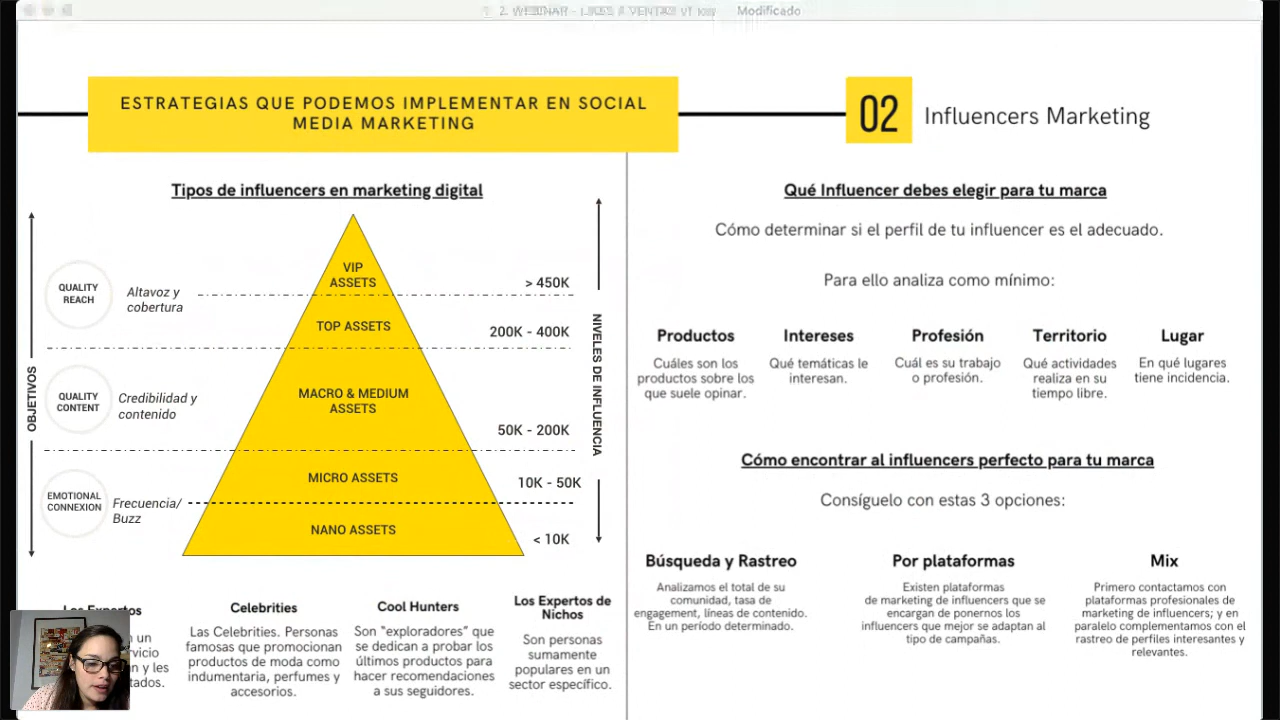 Modificado
ESTRATEGIAS QUE PODEMOS IMPLEMENTAR EN SOCIAL
MEDIA MARKETING
02
Influencers Marketing
Tipos de influencers en marketing digital
OBJETIVOS
QUALITY
REACH
Altavoz y
cobertura
QUALITY
CONTENT
Credibilidad y
contenido
EMOTIONAL
CONNEXION
Frecuencia/
Buzz
VIP
ASSETS
TOP ASSETS
MACRO & MEDIUM
ASSETS
MICRO ASSETS
NANO ASSETS
> 450K
200K - 400K
50K - 200K
10K - 50K
< 10K
NIVELES DE INFLUENCIA
Los Expertos
Celebrities
Las Celebrities. Personas
famosas que promocionan
productos de moda como
indumentaria, perfumes y
accesorios.
Cool Hunters
Son “exploradores” que
se dedican a probar los
últimos productos para
hacer recomendaciones
a sus seguidores.
Los Expertos de
Nichos
Son personas
sumamente
populares en un
sector específico.
Qué Influencer debes elegir para tu marca
Cómo determinar si el perfil de tu influencer es el adecuado.
Para ello analiza como mínimo:
Productos
Cuáles son los
productos sobre los
que suele opinar.
Intereses
Qué temáticas le
interesan.
Profesión
Cuál es su trabajo
o profesión.
Territorio
Qué actividades
realiza en su
tiempo libre.
Lugar
En qué lugares
tiene incidencia.
Cómo encontrar al influencers perfecto para tu marca
Consíguelo con estas 3 opciones:
Búsqueda y Rastreo
Analizamos el total de su
comunidad, tasa de
engagement, líneas de contenido.
En un período determinado.
Por plataformas
Existen plataformas
de marketing de influencers que se
encargan de ponernos los
influencers que mejor se adaptan al
tipo de campañas.
Mix
Primero contactamos con
plataformas profesionales de
marketing de influencers; y en
paralelo complementamos con el
rastreo de perfiles interesantes y
relevantes.